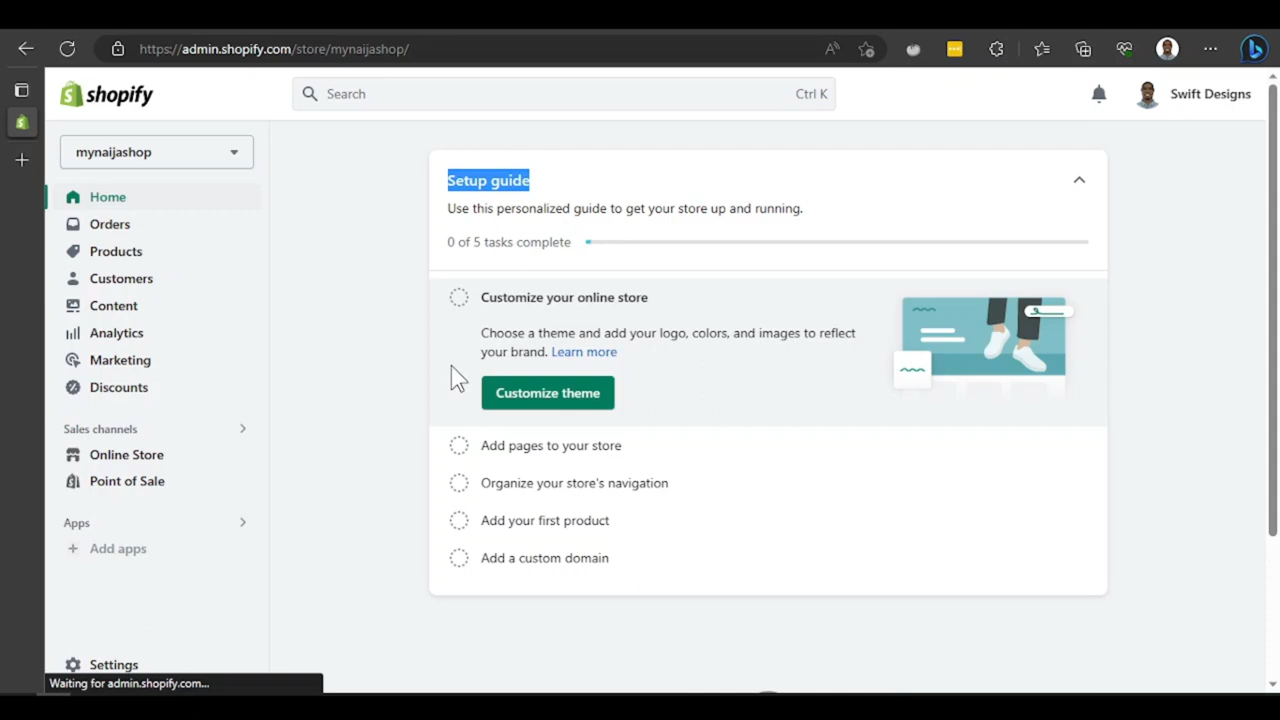 https://admin.shopify.com/store/mynaijashop/
shopify
Search
Ctrl K
Swift Designs
mynaijashop
Home
Orders
Products
Customers
Content
Analytics
Marketing
Discounts
Sales channels
Online Store
Point of Sale
Apps
Add apps
Settings
Waiting for admin.shopify.com...
Setup guide
Use this personalized guide to get your store up and running.
0 of 5 tasks complete
Customize your online store
Choose a theme and add your logo, colors, and images to reflect
your brand. Learn more
Customize theme
Add pages to your store
Organize your store's navigation
Add your first product
Add a custom domain